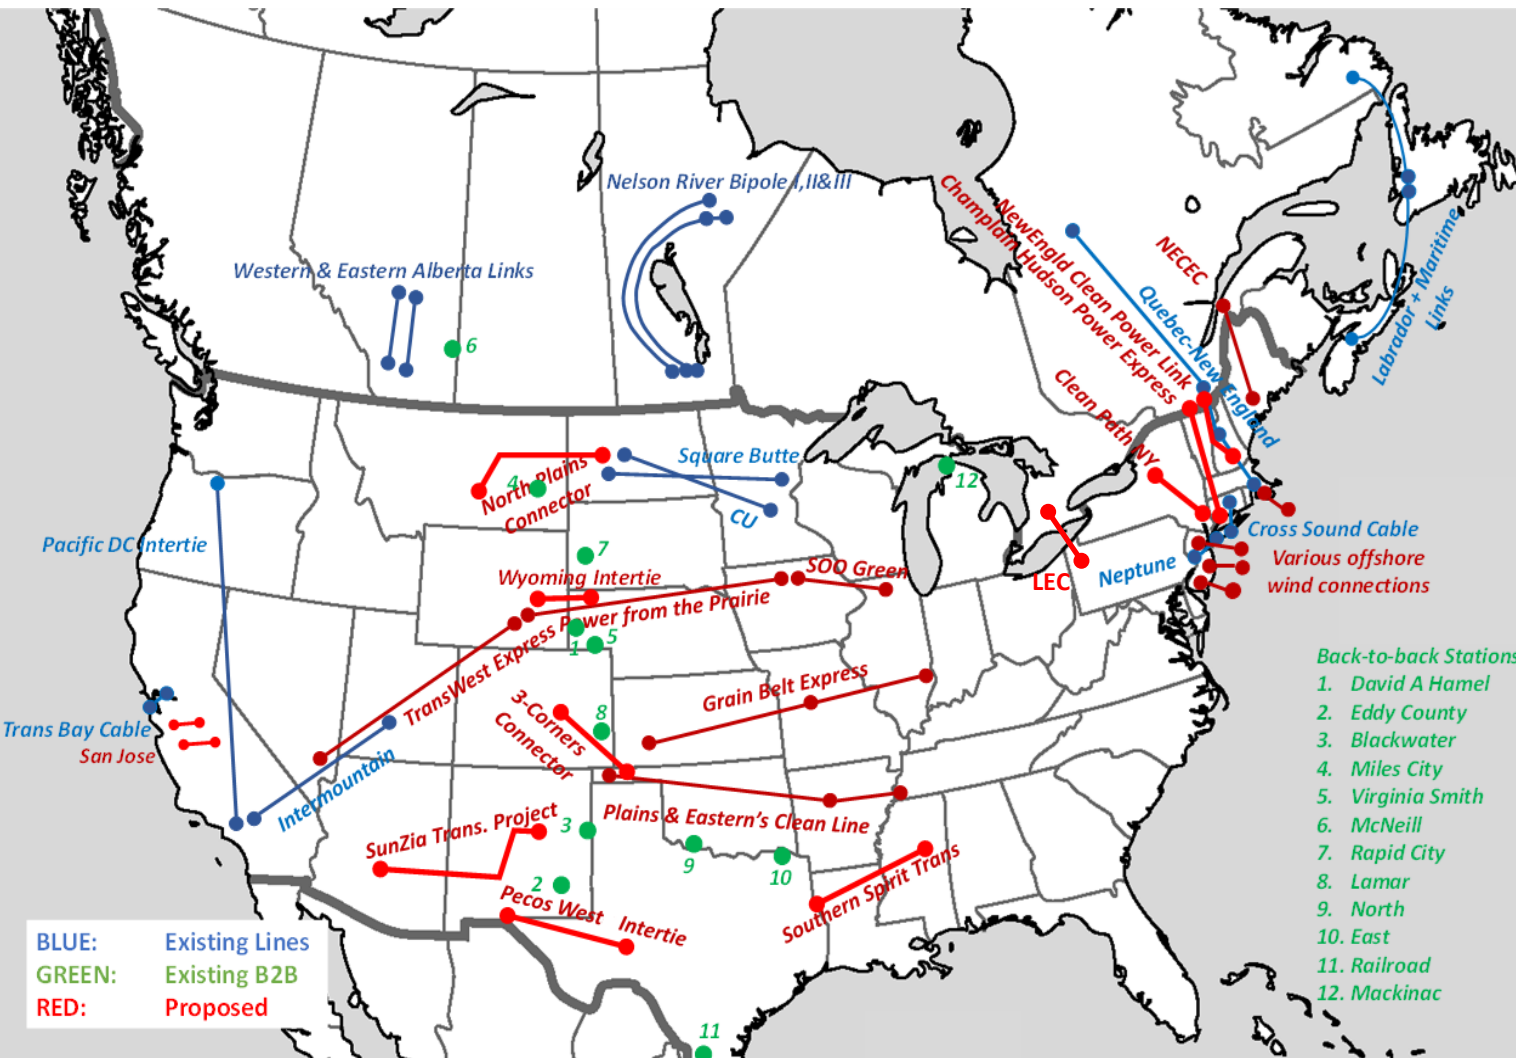 Nelson River Bipole I,II&III
Western & Eastern Alberta Links
6
Champlain Hudson Power Express
NewEngld Clean Power Link
Quebec-New England
NECEC
Labrador + Maritime
Links
Clean Path NY
Square Butte
CU
North Plains
Connector
4
12
Pacific DC Intertie
7
Wyoming Intertie
SOO Green
Power from the Prairie
TransWest Express
1
5
LEC
Neptune
Cross Sound Cable
Various offshore
wind connections
Trans Bay Cable
San Jose
Intermountain
3-Corners
Connector
8
Grain Belt Express
Plains & Eastern's Clean Line
SunZia Trans. Project
3
9
10
2
Pecos West Intertie
Southern Spirit Trans
11
Back-to-back Stations
1. David A Hamel
2. Eddy County
3. Blackwater
4. Miles City
5. Virginia Smith
6. McNeill
7. Rapid City
8. Lamar
9. North
10. East
11. Railroad
12. Mackinac
BLUE: Existing Lines
GREEN: Existing B2B
RED: Proposed